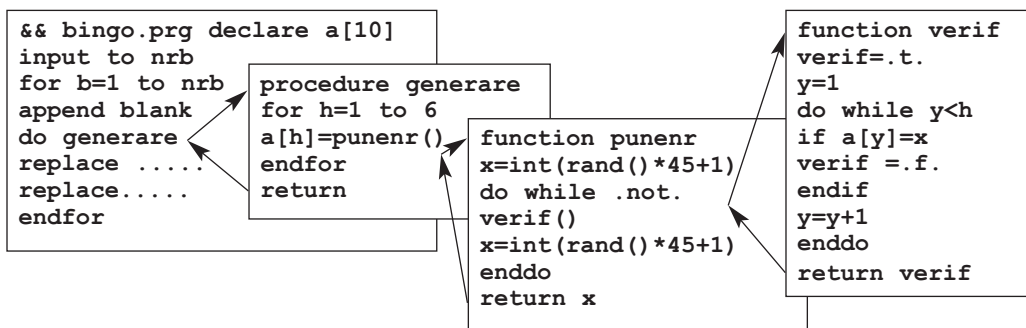 && bingo.prg declare a[10]
input to nrb
for b=1 to nrb
append blank
do generare
replace .....
replace.....
endfor
procedure generare
for h=1 to 6
a[h]=punenr()
endfor
return
function punenr
x=int(rand()*45+1)
do while .not.
verif()
x=int(rand()*45+1)
enddo
return x
function verif
verif=.t.
y=1
do while y<h
if a[y]=x
verif =.f.
endif
y=y+1
enddo
return verif